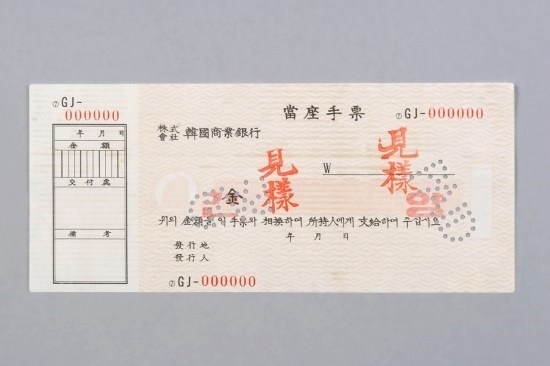 ⑦GJ-
000000
年 月 日
金額
交付處
備考
當座手票 ⑦GJ-000000
株式會社 韓國商業銀行
見樣
見樣
W
金
위의 金額을 이 手票와 相換하여 所持人에게 支給하여 주십시오
年 月 日
發行地
發行人
⑦GJ-000000